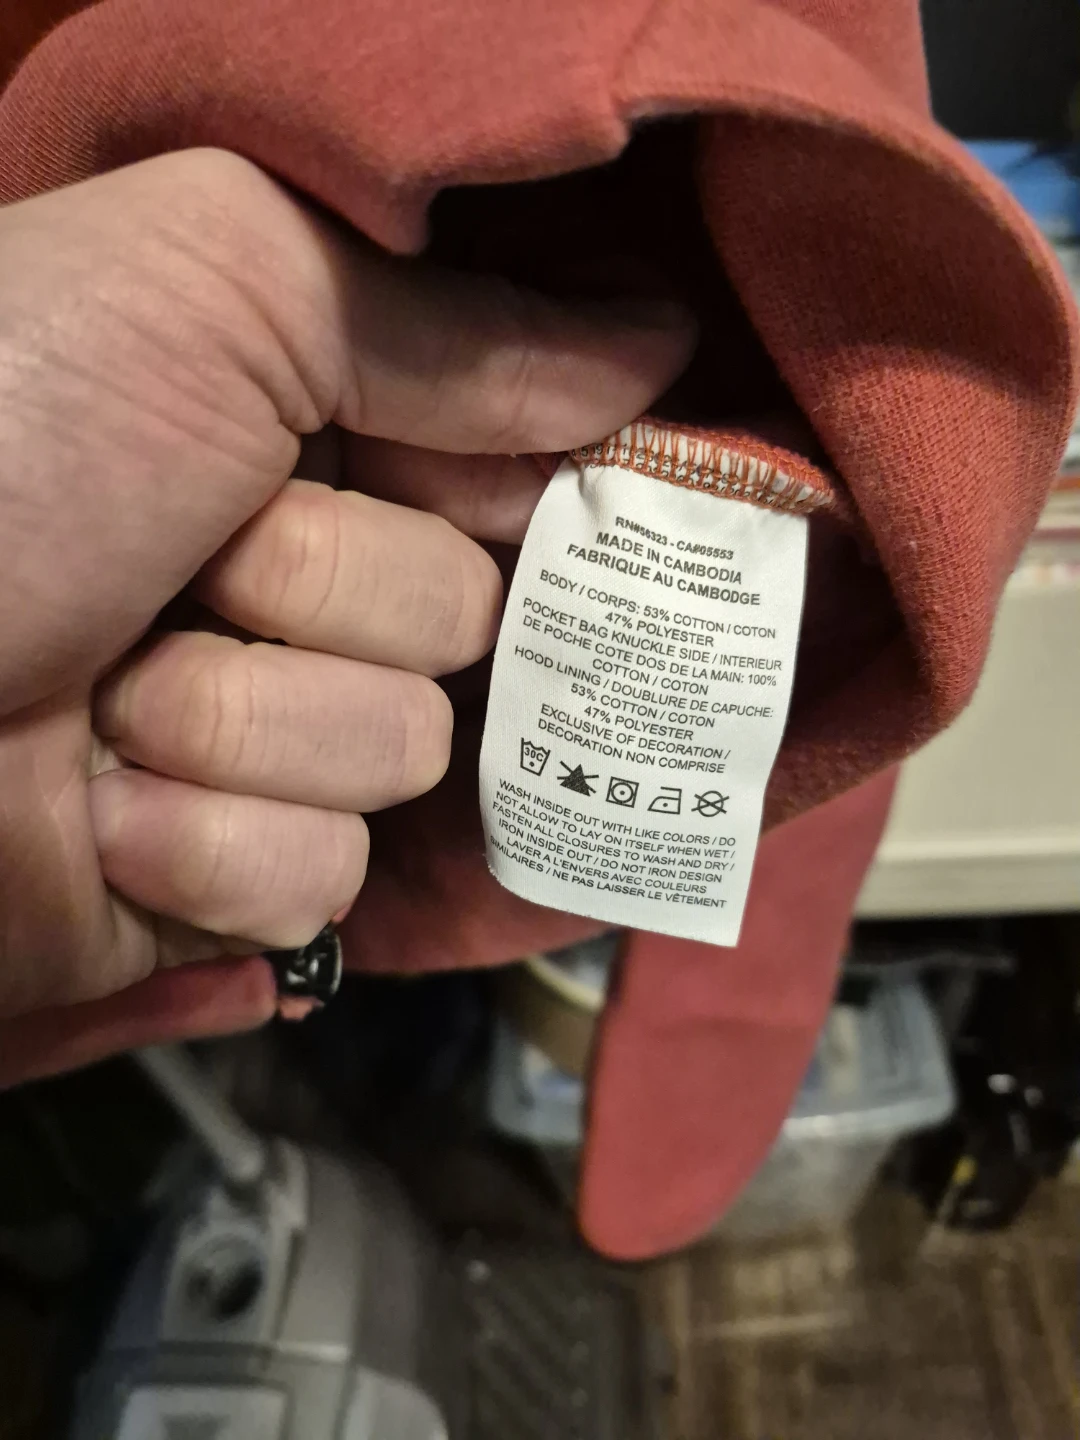 RN#56323 - CA#05553
MADE IN CAMBODIA
FABRIQUE AU CAMBODGE
BODY / CORPS: 53% COTTON / COTON
47% POLYESTER
POCKET BAG KNUCKLE SIDE / INTERIEUR
DE POCHE COTE DOS DE LA MAIN: 100%
COTTON / COTON
HOOD LINING / DOUBLURE DE CAPUCHE:
53% COTTON / COTON
47% POLYESTER
EXCLUSIVE OF DECORATION /
DECORATION NON COMPRISE
30C
WASH INSIDE OUT WITH LIKE COLORS / DO
NOT ALLOW TO LAY ON ITSELF WHEN WET /
FASTEN ALL CLOSURES TO WASH AND DRY /
IRON INSIDE OUT / DO NOT IRON DESIGN
LAVER A L'ENVERS AVEC COULEURS
SIMILAIRES / NE PAS LAISSER LE VÊTEMENT